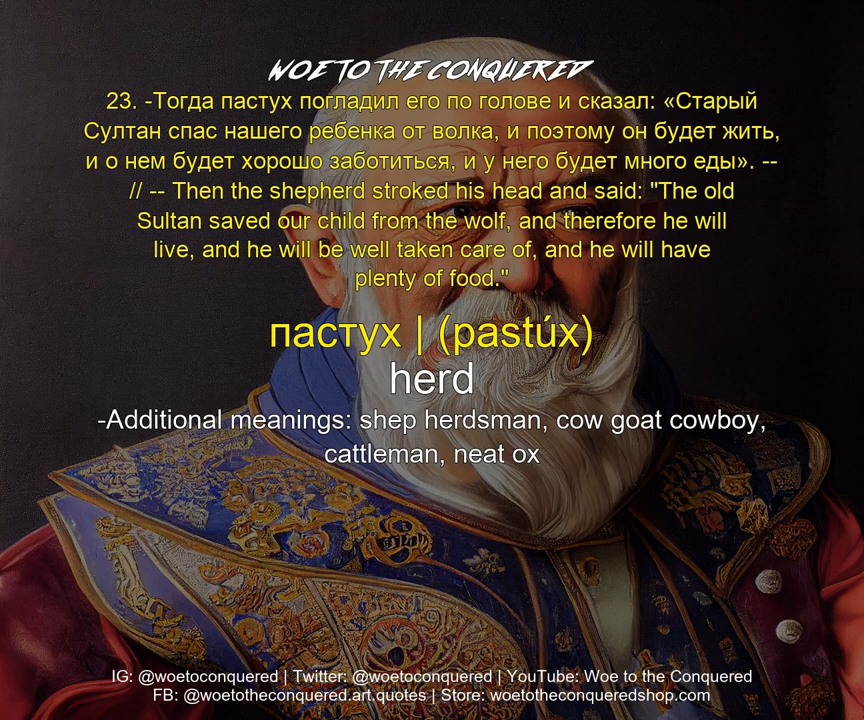 WOE TO THE CONQUERED
23. -Тогда пастух погладил его по голове и сказал: «Старый
Султан спас нашего ребенка от волка, и поэтому он будет жить,
и о нем будет хорошо заботиться, и у него будет много еды». --
// -- Then the shepherd stroked his head and said: "The old
Sultan saved our child from the wolf, and therefore he will
live, and he will be well taken care of, and he will have
plenty of food."
пастух | (pastúx)
herd
-Additional meanings: shep herdsman, cow goat cowboy,
cattleman, neat ox
IG: @woetoconquered | Twitter: @woetoconquered | YouTube: Woe to the Conquered
FB: @woetotheconquered.art.quotes | Store: woetotheconqueredshop.com